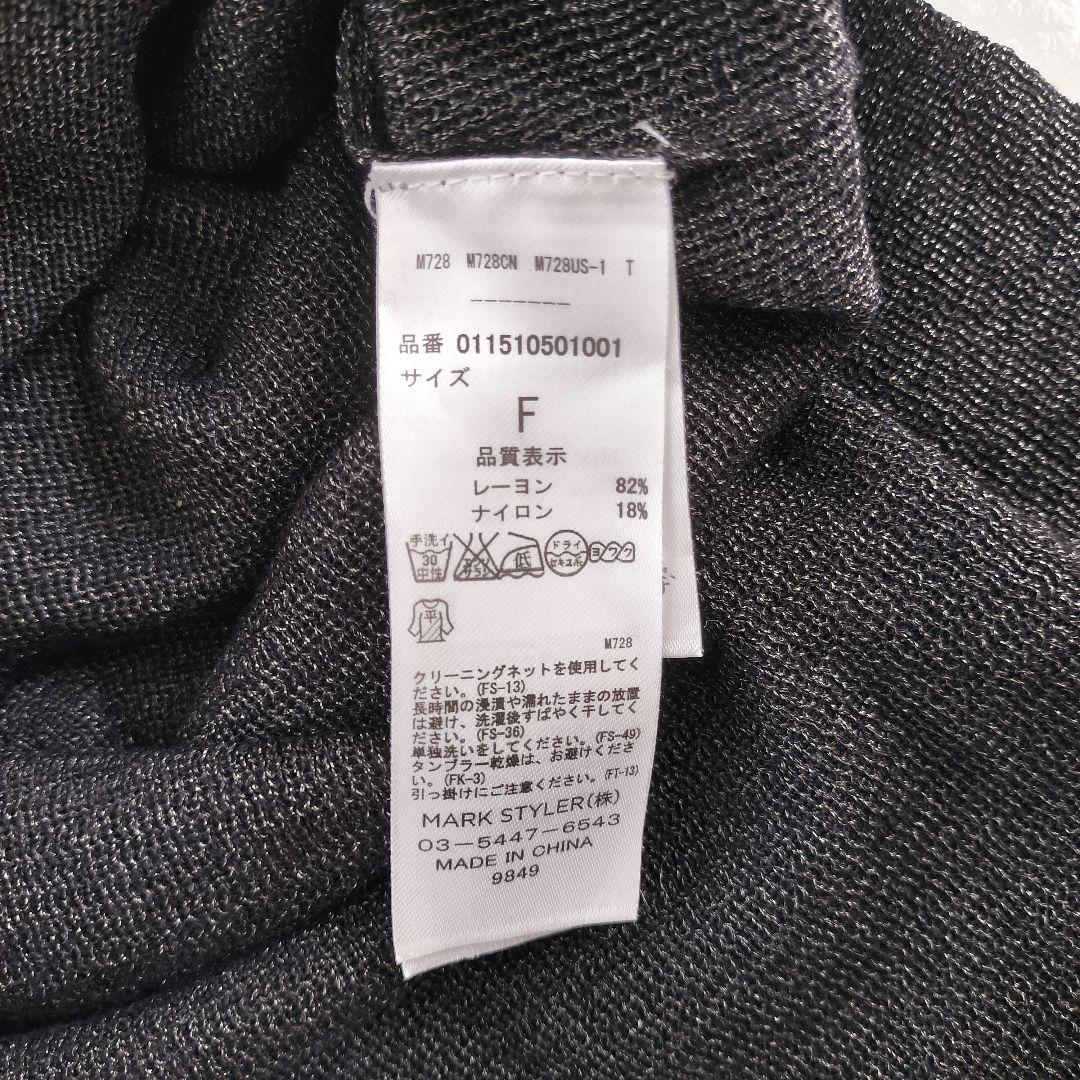 M728 M728CN M728US-1 T
-------
品番 011510501001
サイズ
F
品質表示
レーヨン 82%
ナイロン 18%
手洗イ 30 中性
低
ドライ セキユ系
ヨワク
平
M728
クリーニングネットを使用してく
ださい。(FS-13)
長時間の浸漬や濡れたままの放置
は避け、洗濯後すばやく干してく
ださい。(FS-36)
単独洗いをしてください。(FS-49)
タンブラー乾燥は、お避けくださ
い。(FK-3)
引っ掛けにご注意ください。(FT-13)
MARK STYLER(株)
03-5447-6543
MADE IN CHINA
9849